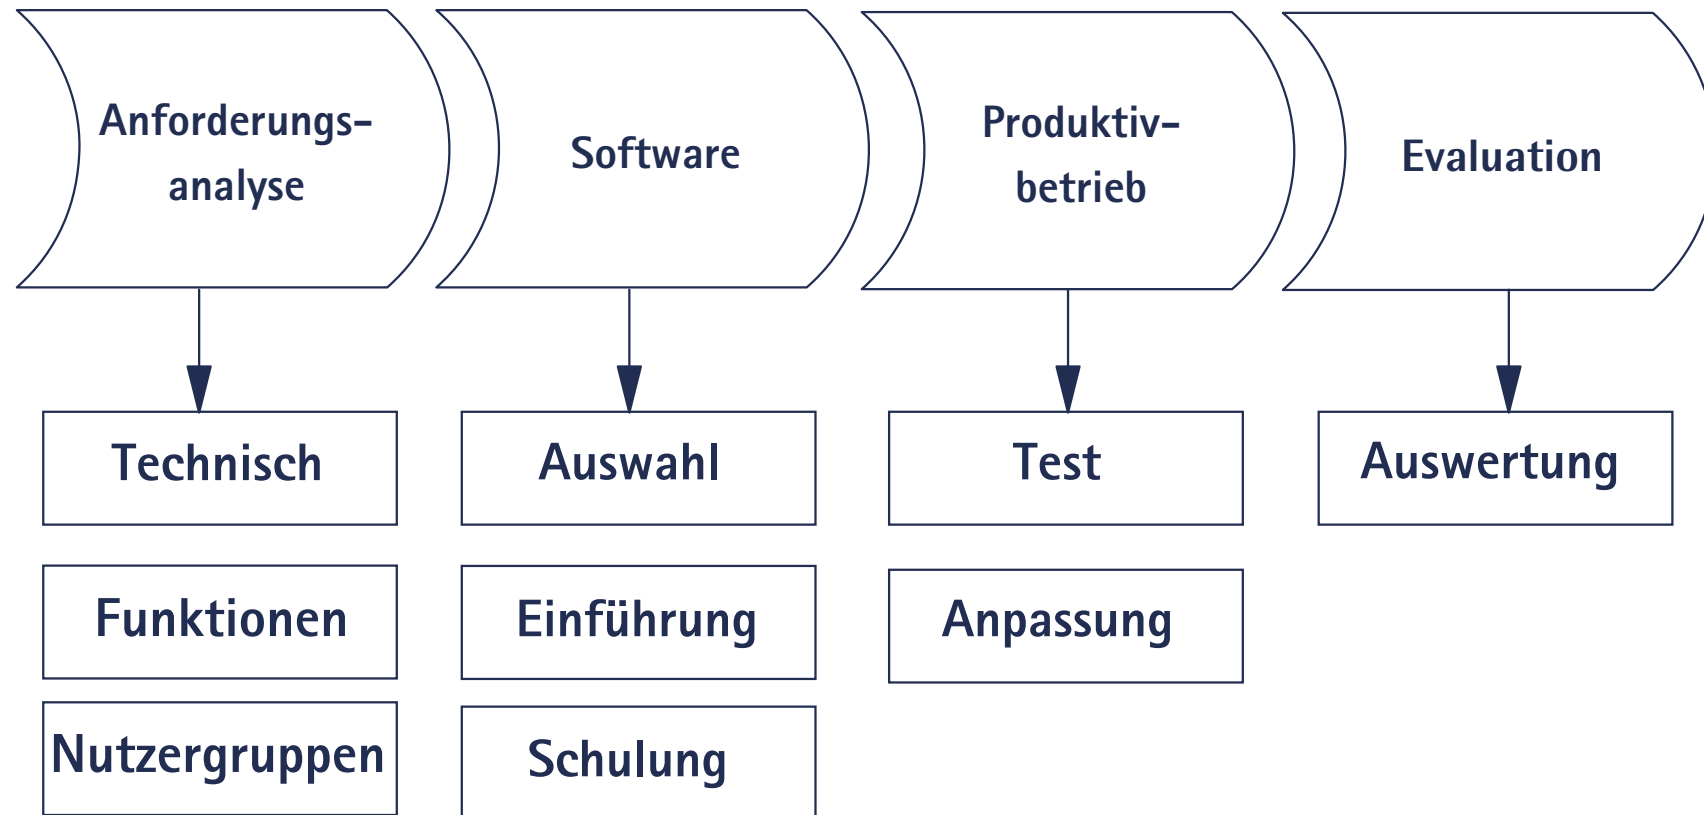 Anforderungs-
analyse
Software
Produktiv-
betrieb
Evaluation
Technisch
Auswahl
Test
Auswertung
Funktionen
Einführung
Anpassung
Nutzergruppen
Schulung